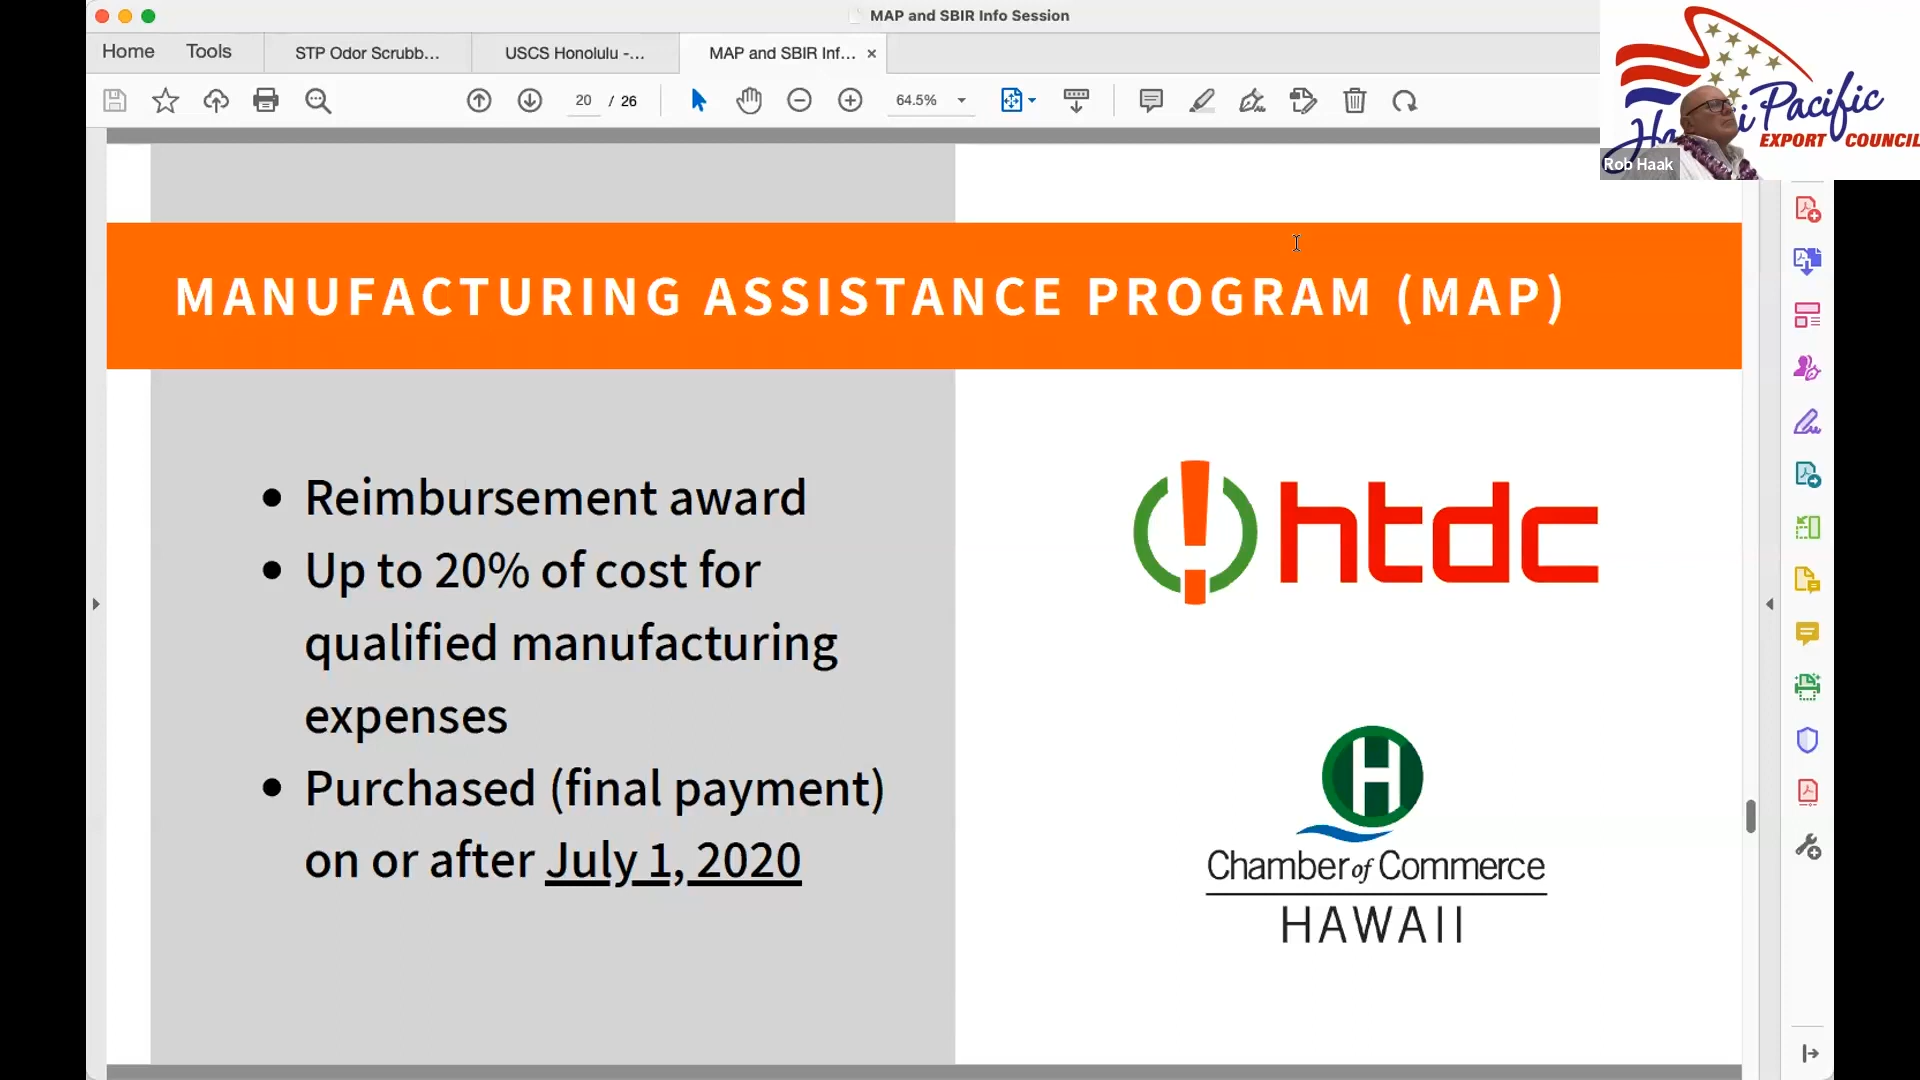 MAP and SBIR Info Session
Home Tools STP Odor Scrubb... USCS Honolulu -... MAP and SBIR Inf... ×
20 / 26 64.5%
Pacific
EXPORT COUNCIL
Rob Haak
MANUFACTURING ASSISTANCE PROGRAM (MAP)
• Reimbursement award
• Up to 20% of cost for
qualified manufacturing
expenses
• Purchased (final payment)
on or after July 1, 2020
htdc
H
Chamber of Commerce
HAWAII